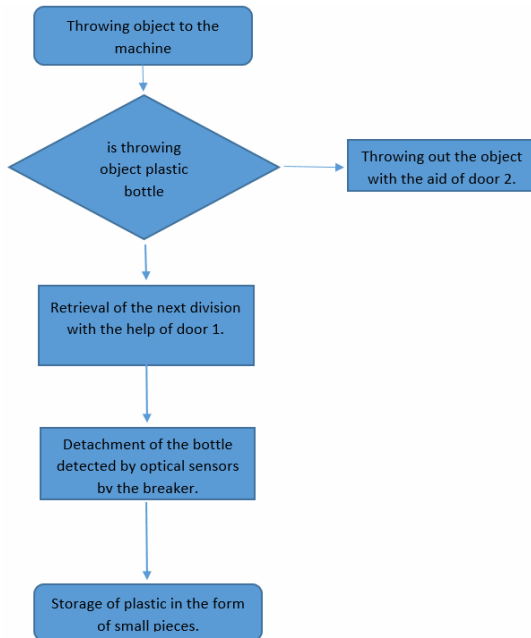 Throwing object to the
machine
is throwing
object plastic
bottle
Throwing out the object
with the aid of door 2.
Retrieval of the next division
with the help of door 1.
Detachment of the bottle
detected by optical sensors
by the breaker.
Storage of plastic in the form
of small pieces.